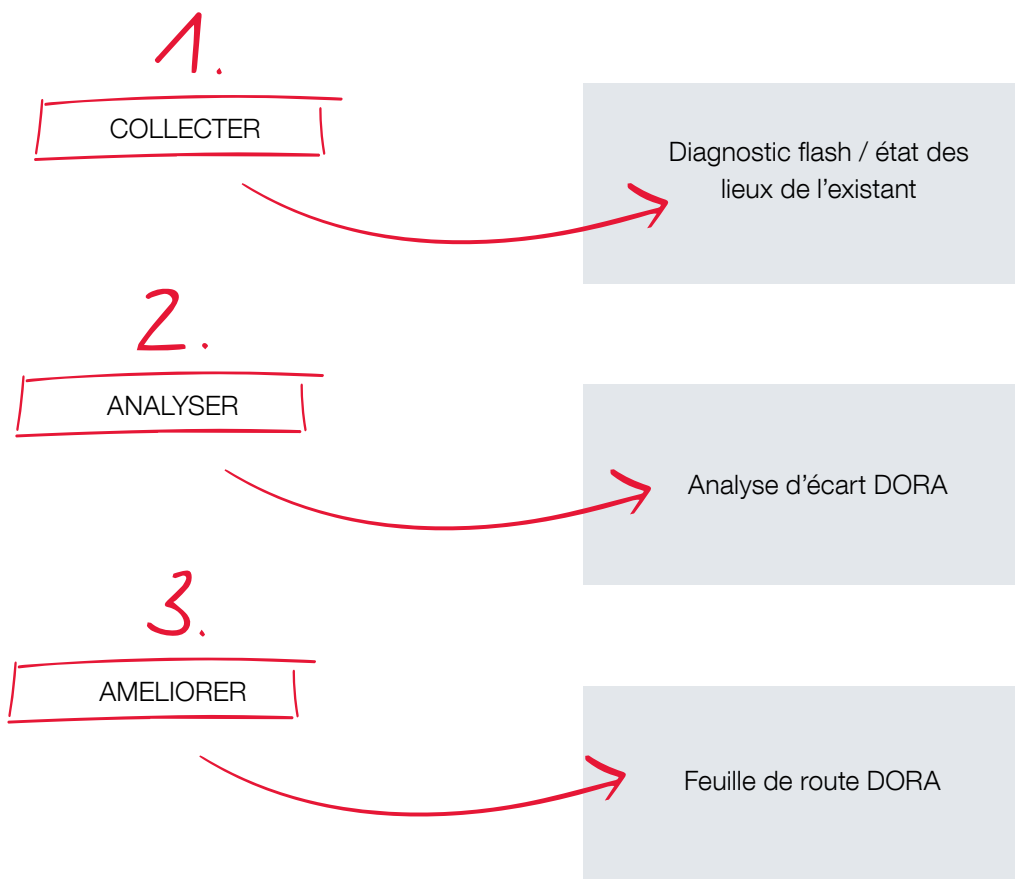 1.
COLLECTER
Diagnostic flash / état des
lieux de l’existant
2.
ANALYSER
Analyse d’écart DORA
3.
AMELIORER
Feuille de route DORA